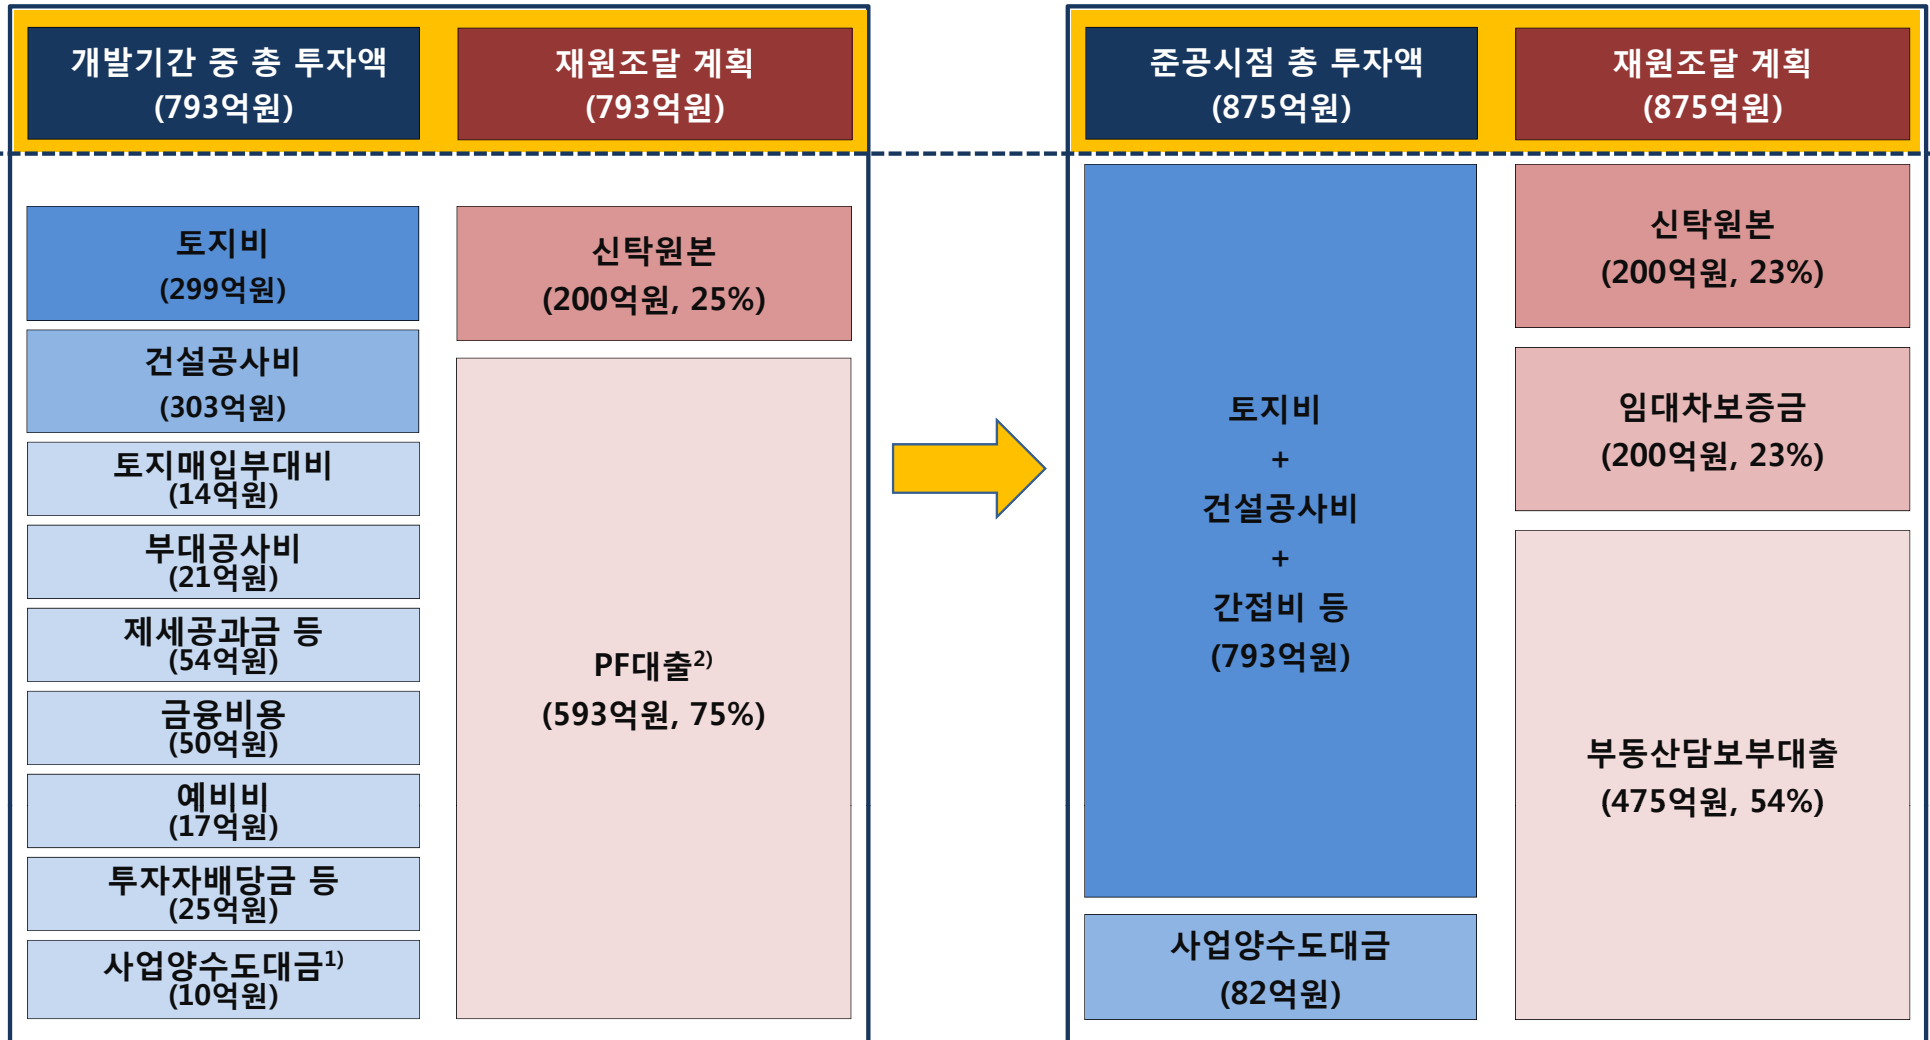 개발기간 중 총 투자액
(793억원)
재원조달 계획
(793억원)
토지비
(299억원)
건설공사비
(303억원)
토지매입부대비
(14억원)
부대공사비
(21억원)
제세공과금 등
(54억원)
금융비용
(50억원)
예비비
(17억원)
투자자배당금 등
(25억원)
사업양수도대금1)
(10억원)
신탁원본
(200억원, 25%)
PF대출2)
(593억원, 75%)
준공시점 총 투자액
(875억원)
재원조달 계획
(875억원)
토지비
+
건설공사비
+
간접비 등
(793억원)
사업양수도대금
(82억원)
신탁원본
(200억원, 23%)
임대차보증금
(200억원, 23%)
부동산담보부대출
(475억원, 54%)